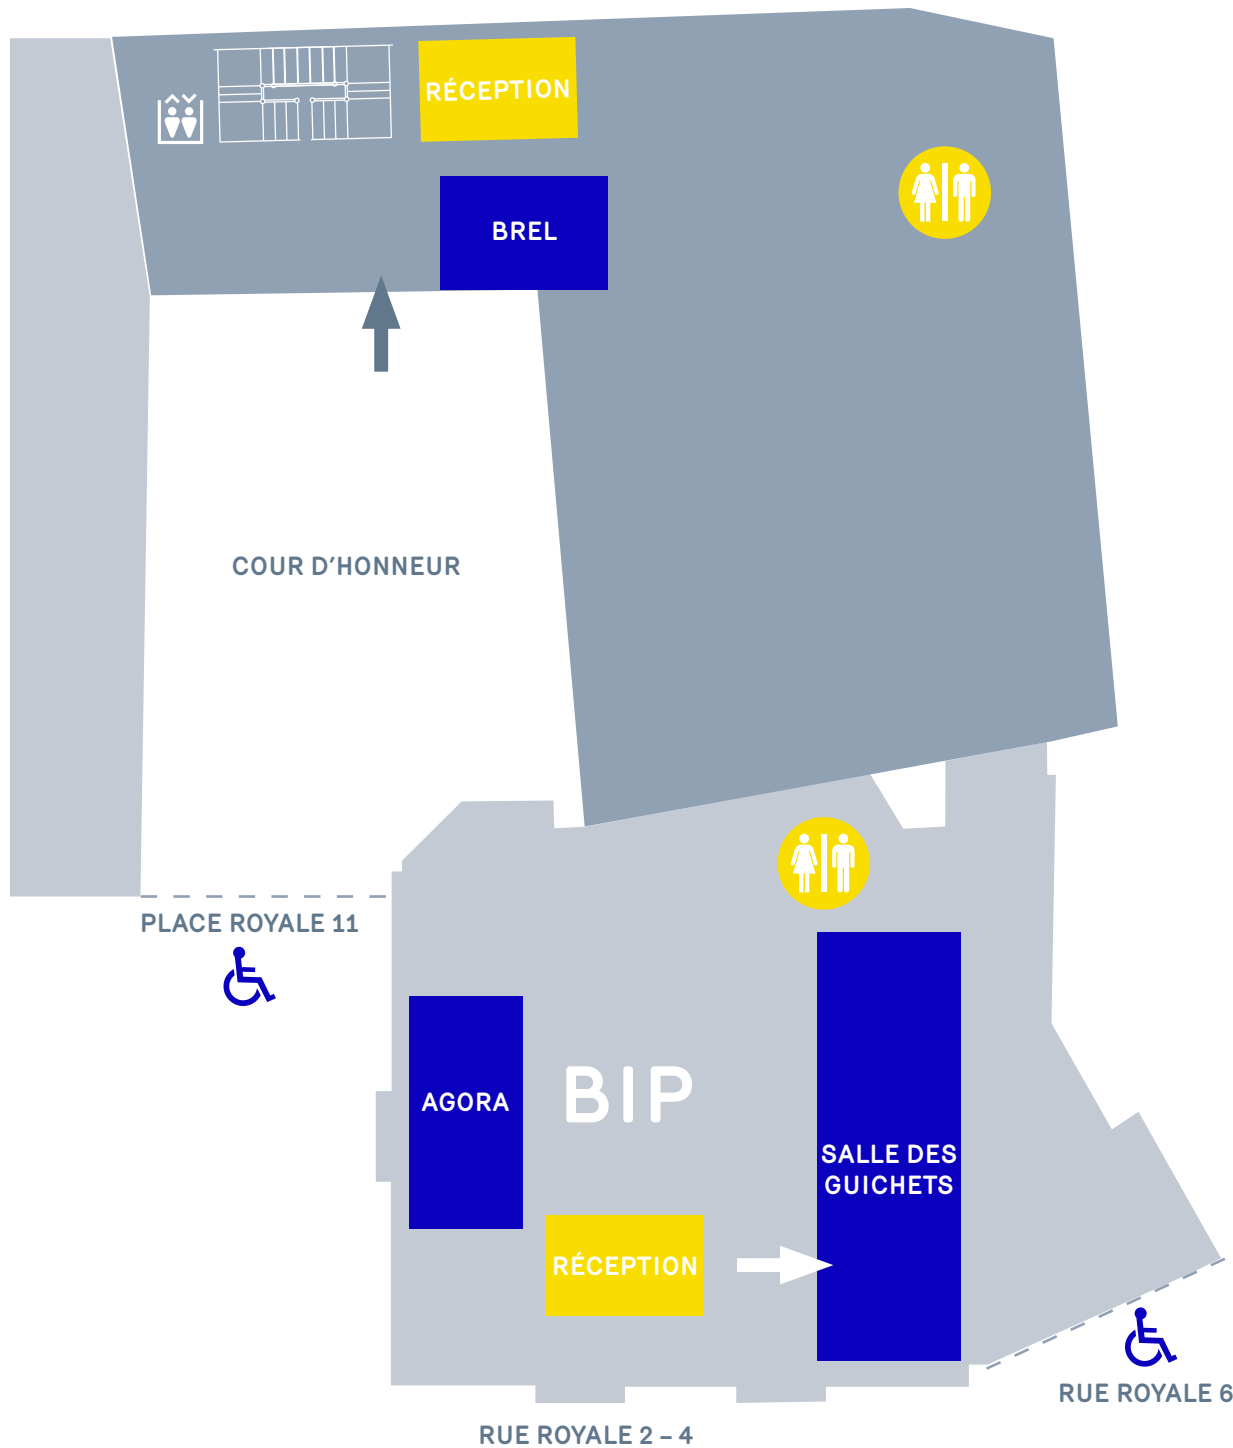 RÉCEPTION
BREL
COUR D’HONNEUR
PLACE ROYALE 11
AGORA
BIP
SALLE DES
GUICHETS
RÉCEPTION
RUE ROYALE 6
RUE ROYALE 2 – 4